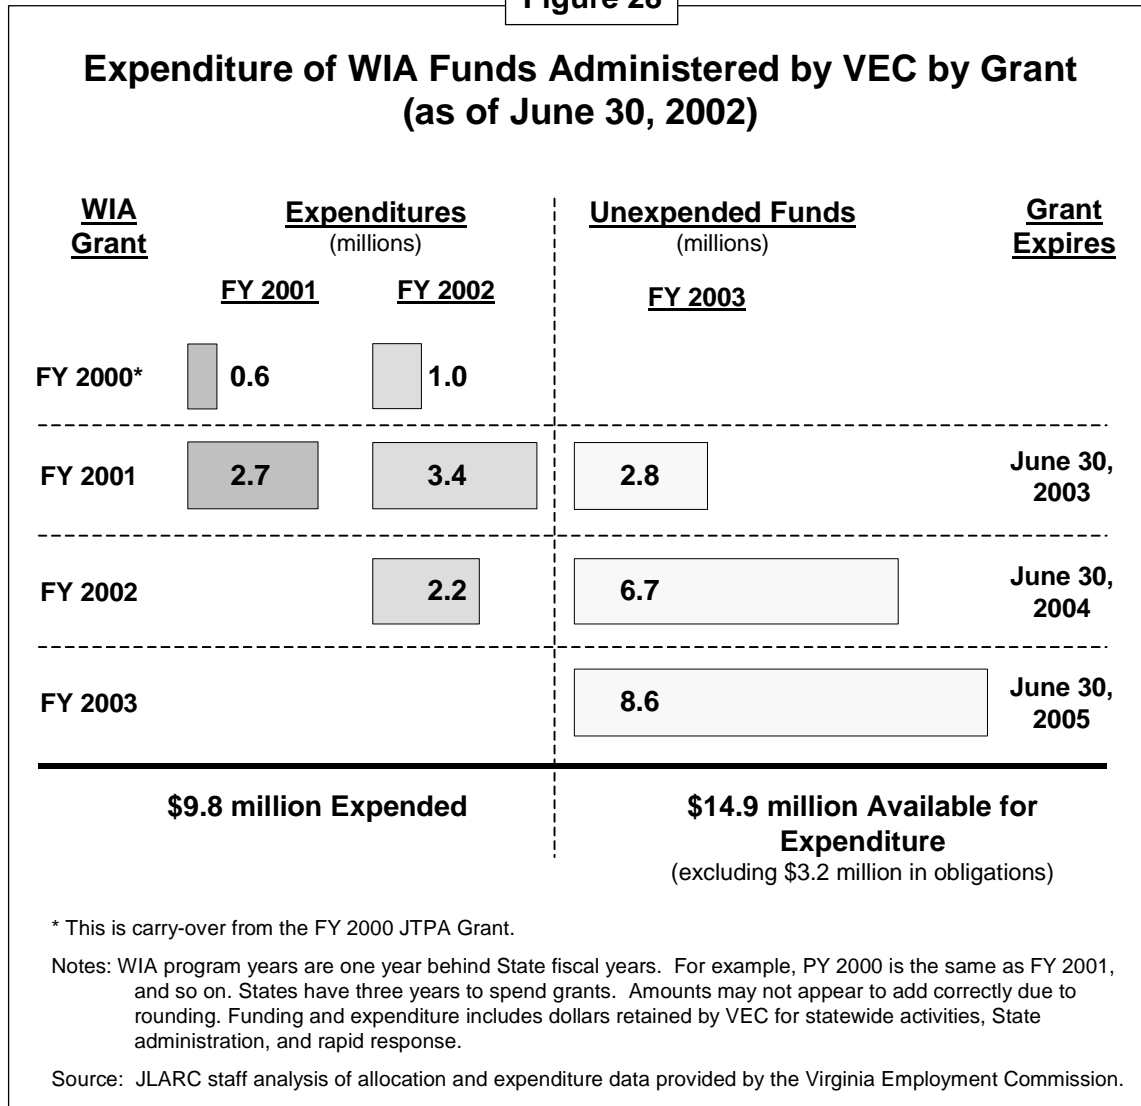 Figure 28
Expenditure of WIA Funds Administered by VEC by Grant
(as of June 30, 2002)
WIA
Grant
Expenditures
(millions)
Unexpended Funds
(millions)
Grant
Expires
FY 2001
FY 2002
FY 2003
FY 2000*
0.6
1.0
FY 2001
2.7
3.4
2.8
June 30,
2003
FY 2002
2.2
6.7
June 30,
2004
FY 2003
8.6
June 30,
2005
$9.8 million Expended
$14.9 million Available for
Expenditure
(excluding $3.2 million in obligations)
* This is carry-over from the FY 2000 JTPA Grant.
Notes: WIA program years are one year behind State fiscal years. For example, PY 2000 is the same as FY 2001,
and so on. States have three years to spend grants. Amounts may not appear to add correctly due to
rounding. Funding and expenditure includes dollars retained by VEC for statewide activities, State
administration, and rapid response.
Source: JLARC staff analysis of allocation and expenditure data provided by the Virginia Employment Commission.